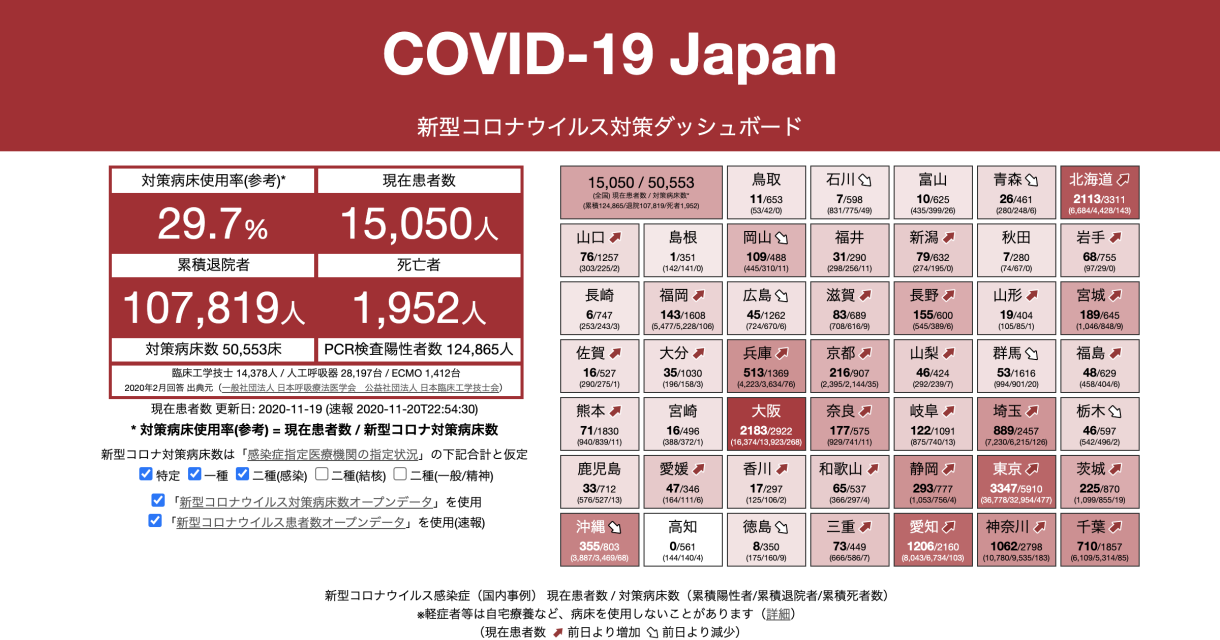 COVID-19 Japan
新型コロナウイルス対策ダッシュボード
対策病床使用率(参考)*
29.7%
現在患者数
15,050人
累積退院者
107,819人
死亡者
1,952人
対策病床数 50,553床
PCR検査陽性者数 124,865人
臨床工学技士 14,378人 / 人工呼吸器 28,197台 / ECMO 1,412台
2020年2月回答 出典元 (一般社団法人 日本呼吸療法医学会　公益社団法人 日本臨床工学技士会)
現在患者数 更新日: 2020-11-19 (速報 2020-11-20T22:54:30)
* 対策病床使用率(参考) = 現在患者数 / 新型コロナ対策病床数
新型コロナ対策病床数は「感染症指定医療機関の指定状況」の下記合計と仮定
特定 一種 二種(感染) 二種(結核) 二種(一般/精神)
「新型コロナウイルス対策病床数オープンデータ」を使用
「新型コロナウイルス患者数オープンデータ」を使用(速報)
15,050 / 50,553
(全国) 現在患者数 / 対策病床数*
(累積124,865/退院107,819/死者1,952)
鳥取
11/653
(53/42/0)
石川
7/598
(831/775/49)
富山
10/625
(435/399/26)
青森
26/461
(280/248/6)
北海道
2113/3311
(6,684/4,428/143)
山口
76/1257
(303/225/2)
島根
1/351
(142/141/0)
岡山
109/488
(445/310/11)
福井
31/290
(298/256/11)
新潟
79/632
(274/195/0)
秋田
7/280
(74/67/0)
岩手
68/755
(97/29/0)
長崎
6/747
(253/243/3)
福岡
143/1608
(5,477/5,228/106)
広島
45/1262
(724/670/6)
滋賀
83/689
(708/616/9)
長野
155/600
(545/389/6)
山形
19/404
(105/85/1)
宮城
189/645
(1,046/848/9)
佐賀
16/527
(290/275/1)
大分
35/1030
(196/158/3)
兵庫
513/1369
(4,223/3,634/76)
京都
216/907
(2,395/2,144/35)
山梨
46/424
(292/239/7)
群馬
53/1616
(994/901/20)
福島
48/629
(458/404/6)
熊本
71/1830
(940/839/11)
宮崎
16/496
(388/372/1)
大阪
2183/2922
(16,374/13,923/268)
奈良
177/575
(929/741/11)
岐阜
122/1091
(875/740/13)
埼玉
889/2457
(7,230/6,215/126)
栃木
46/597
(542/496/2)
鹿児島
33/712
(576/527/13)
愛媛
47/346
(164/111/6)
香川
17/297
(125/106/2)
和歌山
65/537
(366/297/4)
静岡
293/777
(1,053/756/4)
東京
3347/5910
(36,778/32,954/477)
茨城
225/870
(1,099/855/19)
沖縄
355/803
(3,887/3,469/68)
高知
0/561
(144/140/4)
徳島
8/350
(175/160/9)
三重
73/449
(666/586/7)
愛知
1206/2160
(8,043/6,734/103)
神奈川
1062/2798
(10,780/9,535/183)
千葉
710/1857
(6,109/5,314/85)
新型コロナウイルス感染症（国内事例） 現在患者数 / 対策病床数（累積陽性者/累積退院者/累積死者数）
※軽症者等は自宅療養など、病床を使用しないことがあります（詳細）
（現在患者数 前日より増加 前日より減少）